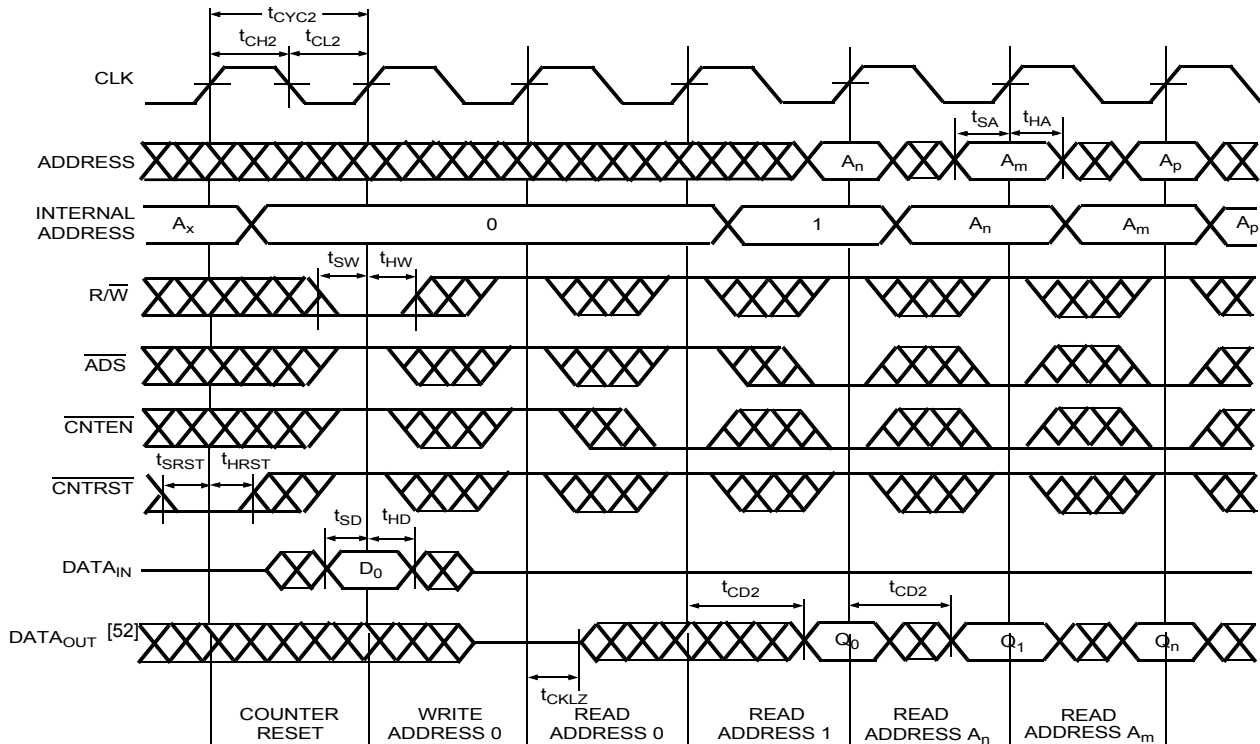 tCYC2
tCH2
tCL2
CLK
tSA
tHA
ADDRESS
An
Am
Ap
INTERNAL
ADDRESS
Ax
0
1
An
Am
Ap
tSW
tHW
R/W
ADS
CNTEN
tSRST
tHRST
CNTRST
tSD
tHD
DATAIN
D0
tCD2
tCD2
DATAOUT [52]
Q0
Q1
Qn
tCKLZ
COUNTER
RESET
WRITE
ADDRESS 0
READ
ADDRESS 0
READ
ADDRESS 1
READ
ADDRESS An
READ
ADDRESS Am